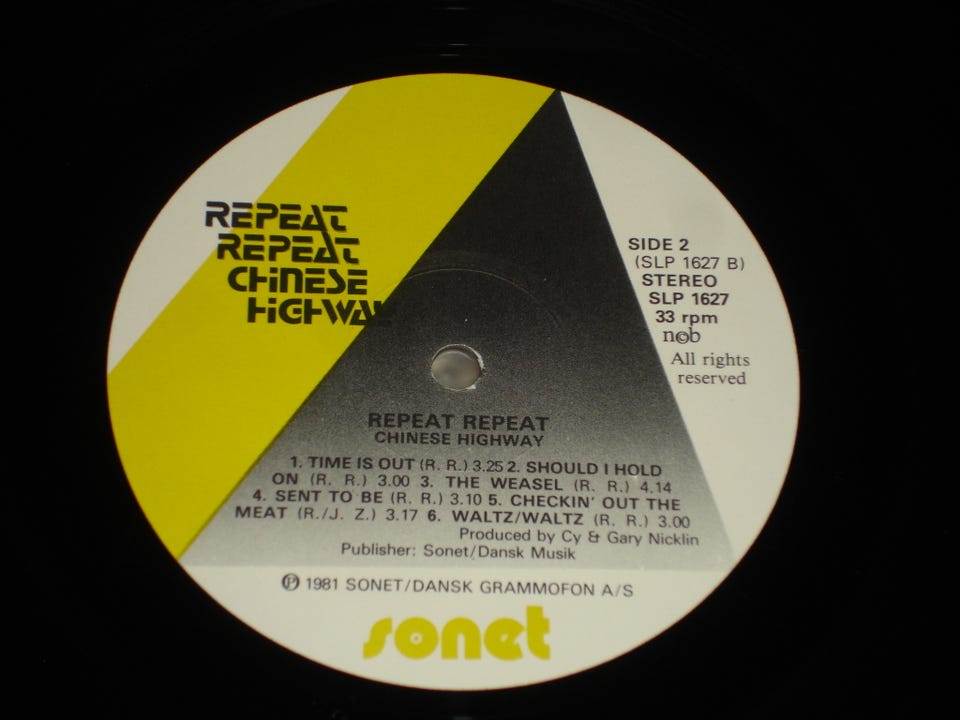 REPEAT
REPEAT
CHINESE
HIGHWAY
SIDE 2
(SLP 1627 B)
STEREO
SLP 1627
33 rpm
n©b
All rights
reserved
REPEAT REPEAT
CHINESE HIGHWAY
1. TIME IS OUT (R. R.) 3.25 2. SHOULD I HOLD
ON (R. R.) 3.00 3. THE WEASEL (R. R.) 4.14
4. SENT TO BE (R. R.) 3.10 5. CHECKIN' OUT THE
MEAT (R./J. Z.) 3.17 6. WALTZ/WALTZ (R. R.) 3.00
Produced by Cy & Gary Nicklin
Publisher: Sonet/Dansk Musik
℗ 1981 SONET/DANSK GRAMMOFON A/S
sonet